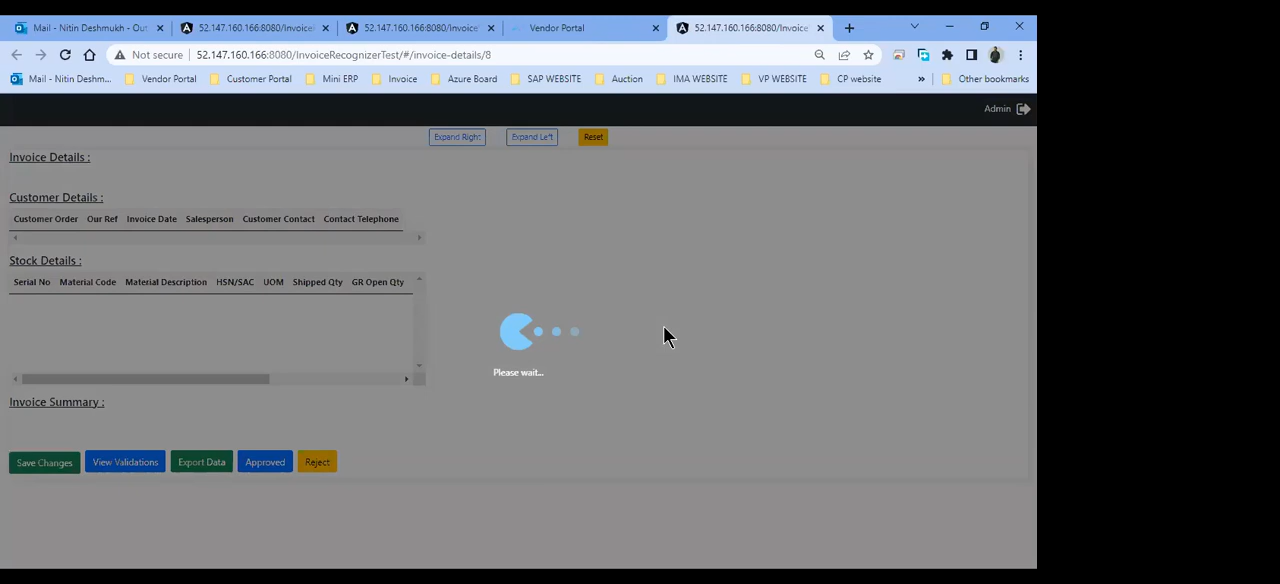 Mail - Nitin Deshmukh - Out
52.147.160.166:8080/Invoice
52.147.160.166:8080/Invoice
Vendor Portal
52.147.160.166:8080/Invoice
Not secure
52.147.160.166:8080/InvoiceRecognizerTest/#/invoice-details/8
Mail - Nitin Deshm...
Vendor Portal
Customer Portal
Mini ERP
Invoice
Azure Board
SAP WEBSITE
Auction
IMA WEBSITE
VP WEBSITE
CP website
»
Other bookmarks
Admin
Expand Right
Expand Left
Reset
Invoice Details :
Customer Details :
Customer Order Our Ref Invoice Date Salesperson Customer Contact Contact Telephone
Stock Details :
Serial No Material Code Material Description HSN/SAC UOM Shipped Qty GR Open Qty
Please wait...
Invoice Summary :
Save Changes
View Validations
Export Data
Approved
Reject